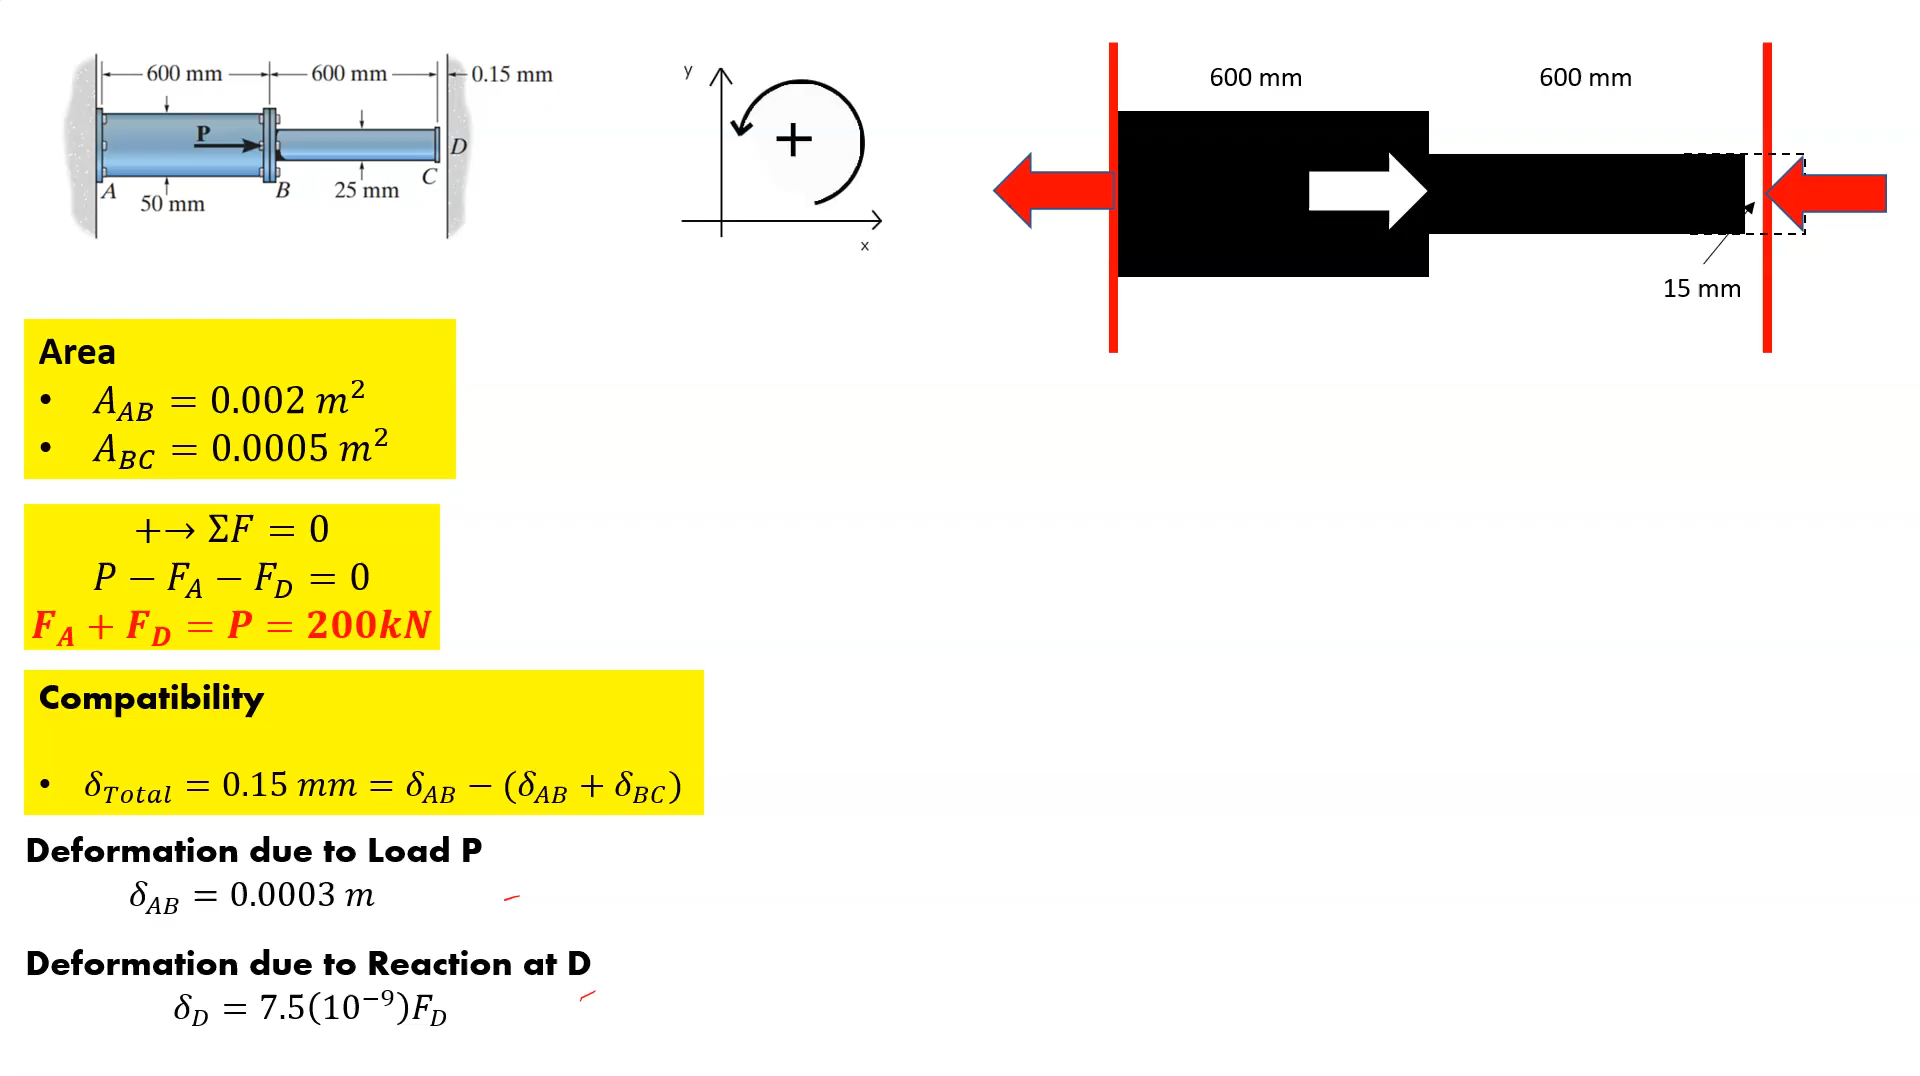 600 mm 600 mm 0.15 mm
P
A
B
C
D
50 mm
25 mm
y
+
x
600 mm 600 mm
15 mm
Area
• A_AB = 0.002 m²
• A_BC = 0.0005 m²
+→ ΣF = 0
P − F_A − F_D = 0
F_A + F_D = P = 200kN
Compatibility
• δ_Total = 0.15 mm = δ_AB − (δ_AB + δ_BC)
Deformation due to Load P
δ_AB = 0.0003 m
Deformation due to Reaction at D
δ_D = 7.5(10⁻⁹)F_D